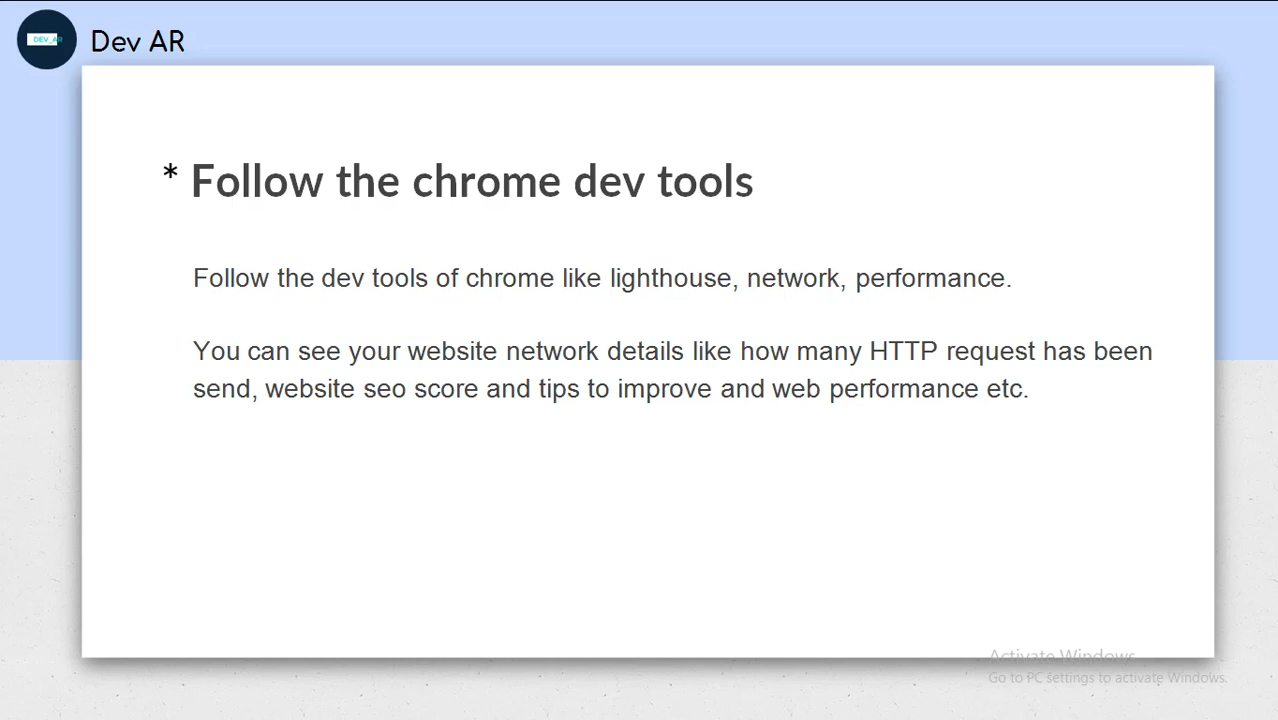 DEV_AR
Dev AR
* Follow the chrome dev tools
Follow the dev tools of chrome like lighthouse, network, performance.
You can see your website network details like how many HTTP request has been
send, website seo score and tips to improve and web performance etc.
Activate Windows
Go to PC settings to activate Windows.